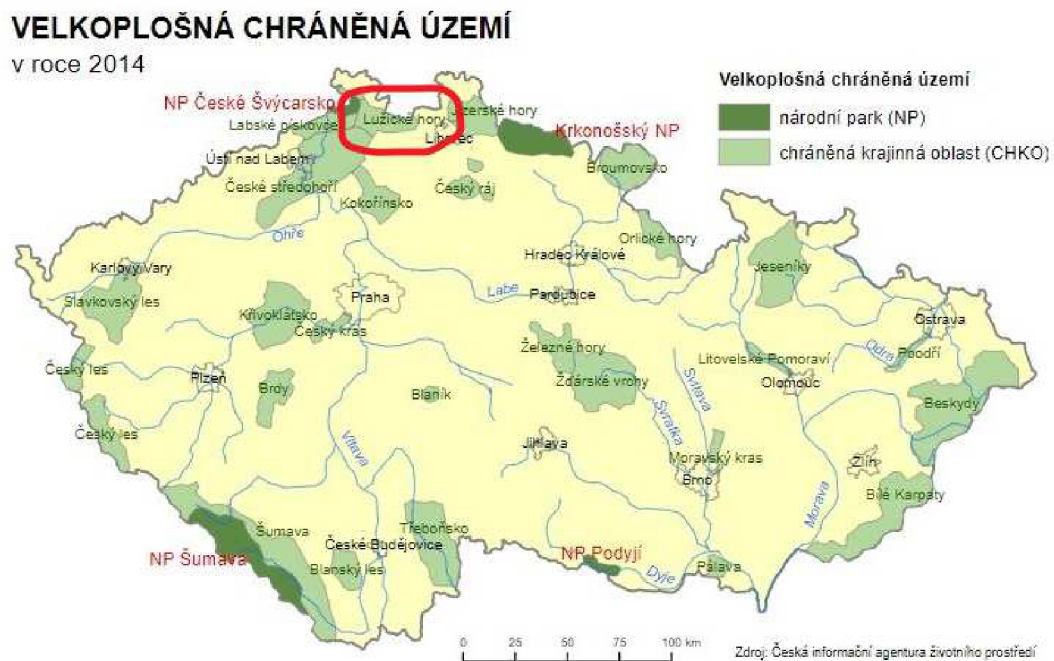 VELKOPLOŠNÁ CHRÁNĚNÁ ÚZEMÍ
v roce 2014
Velkoplošná chráněná území
národní park (NP)
chráněná krajinná oblast (CHKO)
NP České Švýcarsko
Labské pískovce
Lužické hory
Jizerské hory
Liberec
Krkonošský NP
Ústí nad Labem
České středohoří
Kokořínsko
Český ráj
Broumovsko
Ohře
Orlické hory
Hradec Králové
Karlovy Vary
Slavkovský les
Praha
Labe
Pardubice
Jeseníky
Křivoklátsko
Český kras
Ostrava
Odra
Poodří
Železné hory
Litovelské Pomoraví
Olomouc
Český les
Plzeň
Brdy
Blaník
Žďárské vrchy
Svitava
Svratka
Beskydy
Český les
Vltava
Jihlava
Moravský kras
Brno
Zlín
Bílé Karpaty
Morava
Šumava
Třeboňsko
NP Šumava
České Budějovice
Blanský les
NP Podyjí
Dyje
Pálava
0 25 50 75 100 km
Zdroj: Česká informační agentura životního prostředí